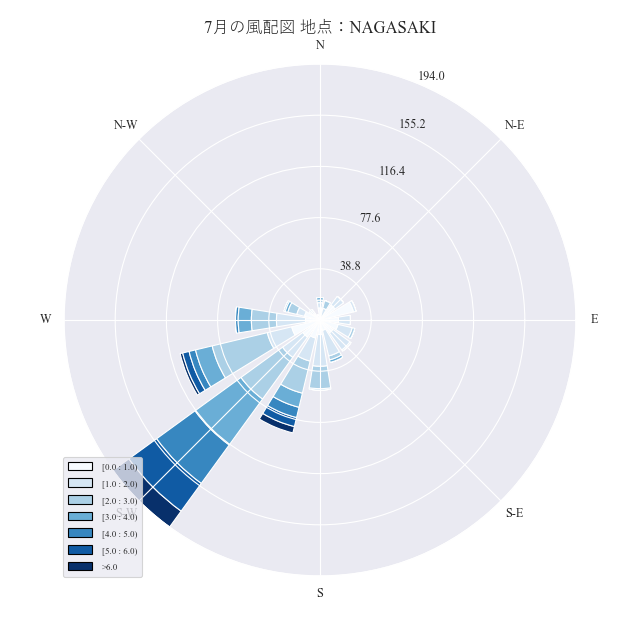 7月の風配図 地点：NAGASAKI
N
194.0
N-W
N-E
155.2
116.4
77.6
38.8
W
E
[0.0 : 1.0)
[1.0 : 2.0)
[2.0 : 3.0)
[3.0 : 4.0)
[4.0 : 5.0)
[5.0 : 6.0)
>6.0
S-W
S-E
S